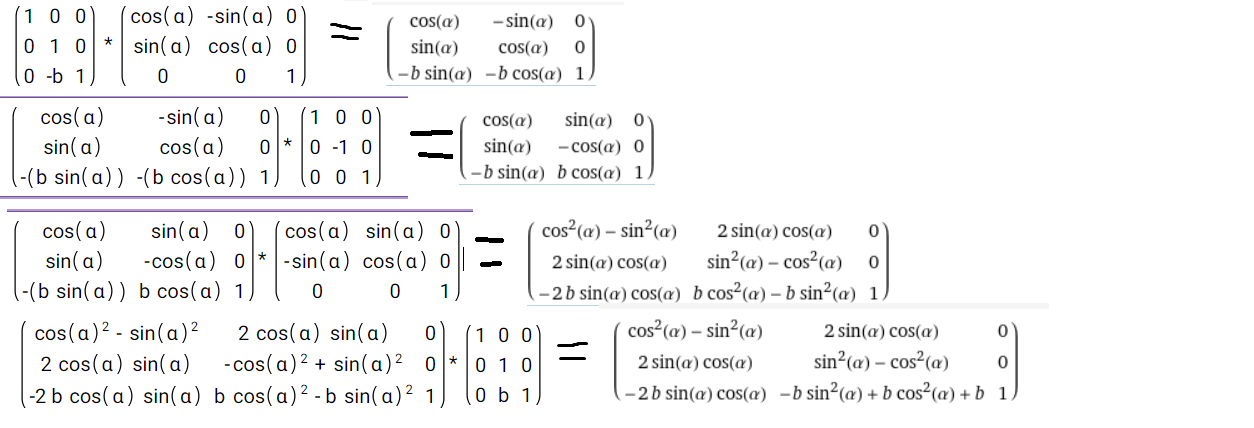 (1 0 0) (cos(α) -sin(α) 0) ( cos(α) −sin(α) 0 )
0 1 0 * sin(α) cos(α) 0 = sin(α) cos(α) 0
(0 -b 1) ( 0 0 1) (−b sin(α) −b cos(α) 1)
( cos(α) -sin(α) 0) (1 0 0) ( cos(α) sin(α) 0 )
sin(α) cos(α) 0 * 0 -1 0 = sin(α) −cos(α) 0
(-(b sin(α)) -(b cos(α)) 1) (0 0 1) (−b sin(α) b cos(α) 1)
( cos(α) sin(α) 0) (cos(α) sin(α) 0) ( cos²(α) − sin²(α) 2 sin(α) cos(α) 0 )
sin(α) -cos(α) 0 * -sin(α) cos(α) 0 = 2 sin(α) cos(α) sin²(α) − cos²(α) 0
(-(b sin(α)) b cos(α) 1) ( 0 0 1) (−2 b sin(α) cos(α) b cos²(α) − b sin²(α) 1)
( cos(α)² - sin(α)² 2 cos(α) sin(α) 0) (1 0 0) ( cos²(α) − sin²(α) 2 sin(α) cos(α) 0 )
2 cos(α) sin(α) -cos(α)² + sin(α)² 0 * 0 1 0 = 2 sin(α) cos(α) sin²(α) − cos²(α) 0
(-2 b cos(α) sin(α) b cos(α)² - b sin(α)² 1) (0 b 1) (−2 b sin(α) cos(α) −b sin²(α) + b cos²(α) + b 1)